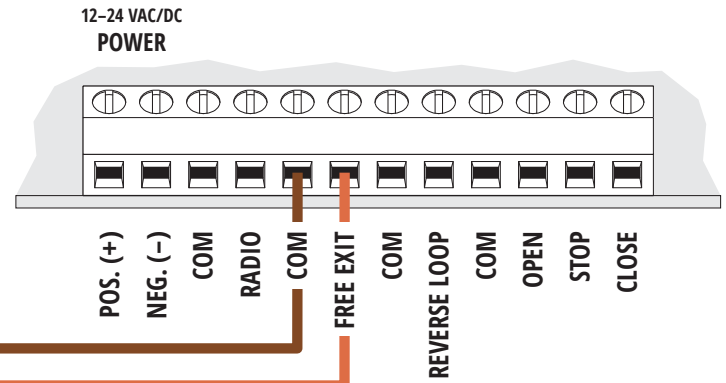 12–24 VAC/DC
POWER
POS. (+)
NEG. (–)
COM
RADIO
COM
FREE EXIT
COM
REVERSE LOOP
COM
OPEN
STOP
CLOSE